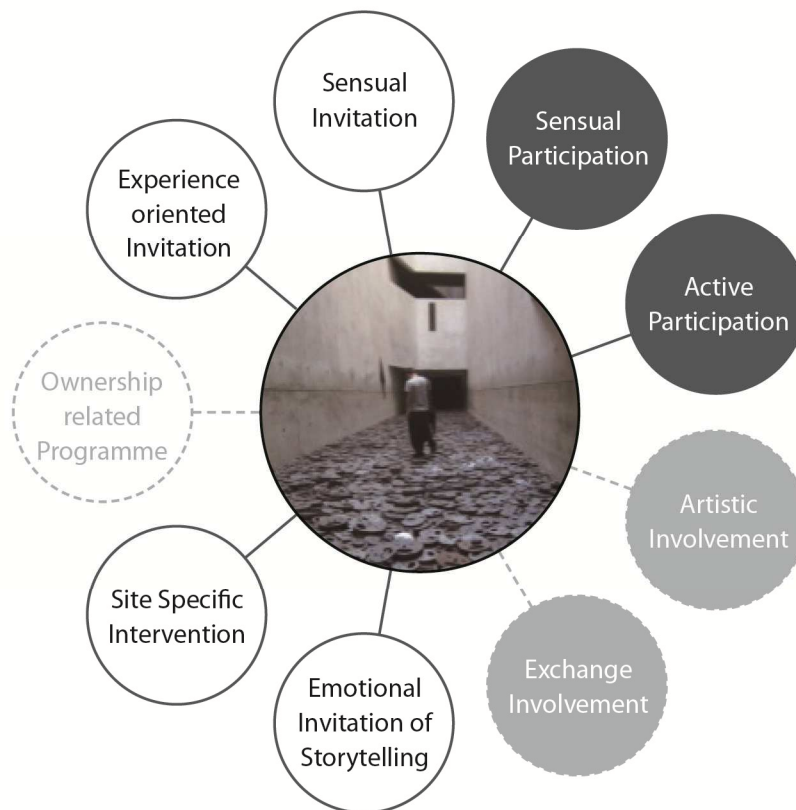 Sensual
Invitation
Sensual
Participation
Experience
oriented
Invitation
Active
Participation
Ownership
related
Programme
Artistic
Involvement
Site Specific
Intervention
Exchange
Involvement
Emotional
Invitation of
Storytelling